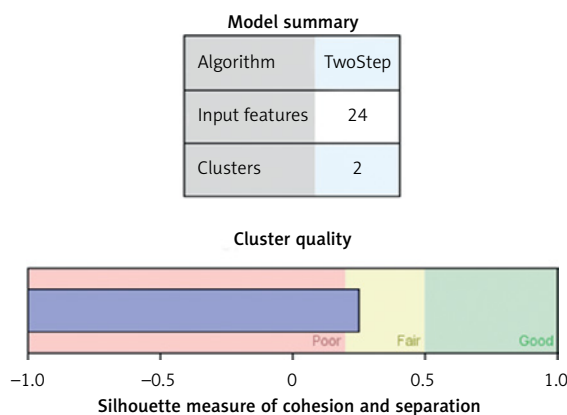 Model summary
Algorithm TwoStep
Input features 24
Clusters 2
Cluster quality
Poor Fair Good
−1.0 −0.5 0 0.5 1.0
Silhouette measure of cohesion and separation